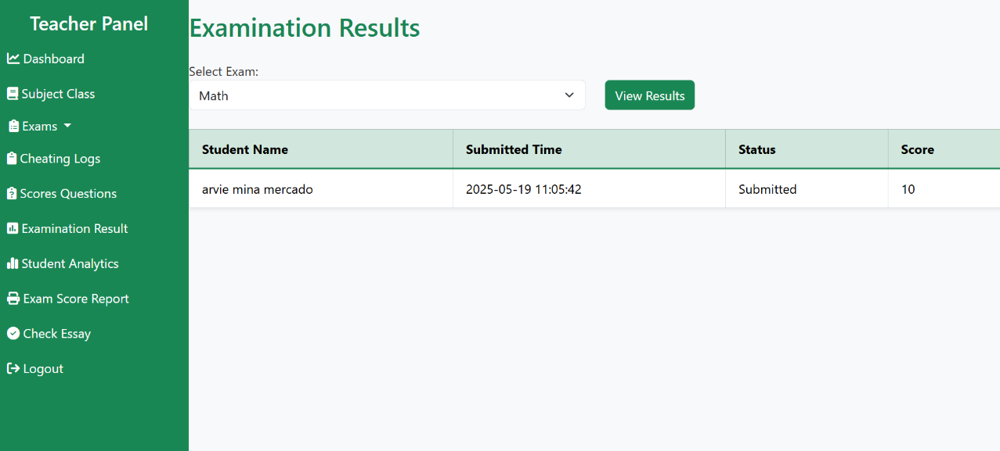 Teacher Panel
Dashboard
Subject Class
Exams
Cheating Logs
Scores Questions
Examination Result
Student Analytics
Exam Score Report
Check Essay
Logout
Examination Results
Select Exam:
Math
View Results
Student Name Submitted Time Status Score
arvie mina mercado 2025-05-19 11:05:42 Submitted 10